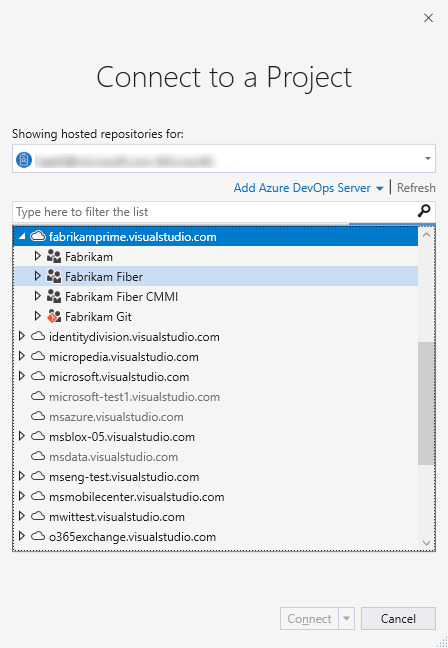 Connect to a Project
Showing hosted repositories for:
Add Azure DevOps Server | Refresh
Type here to filter the list
fabrikamprime.visualstudio.com
Fabrikam
Fabrikam Fiber
Fabrikam Fiber CMMI
Fabrikam Git
identitydivision.visualstudio.com
micropedia.visualstudio.com
microsoft.visualstudio.com
microsoft-test1.visualstudio.com
msazure.visualstudio.com
msblox-05.visualstudio.com
msdata.visualstudio.com
mseng-test.visualstudio.com
msmobilecenter.visualstudio.com
mwittest.visualstudio.com
o365exchange.visualstudio.com
Connect Cancel